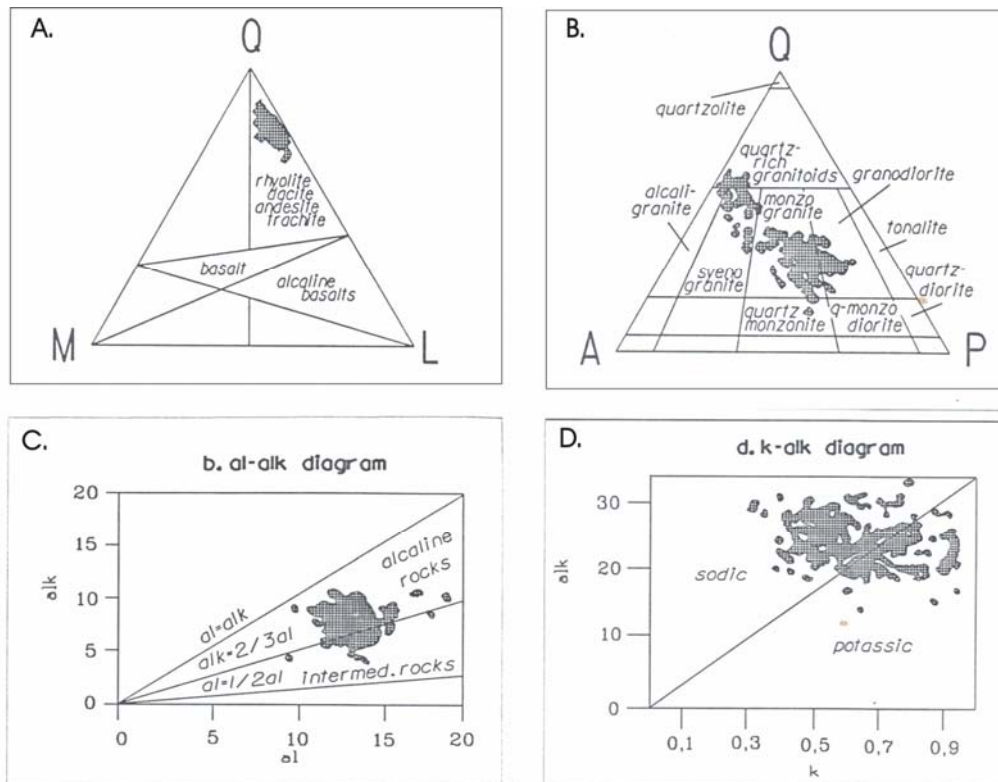 A.
Q
rhyolite
dacite
andeslte
trachite
basalt
alcaline
basalts
M
L
B.
Q
quartzolite
quartz-
rich
granitoids
granodiorite
alcali-
granite
monzo
granite
tonalite
syeno
granite
quartz-
diorite
quartz
monzonite
q-monzo
diorite
A
P
C.
b. al-alk diagram
20
15
10
5
0
alk
alcaline
rocks
al=alk
alk=2/3al
al=1/2al intermed.rocks
0 5 10 15 20
al
D.
d. k-alk diagram
30
20
10
0
alk
sodic
potassic
0,1 0,3 0,5 0,7 0,9
k